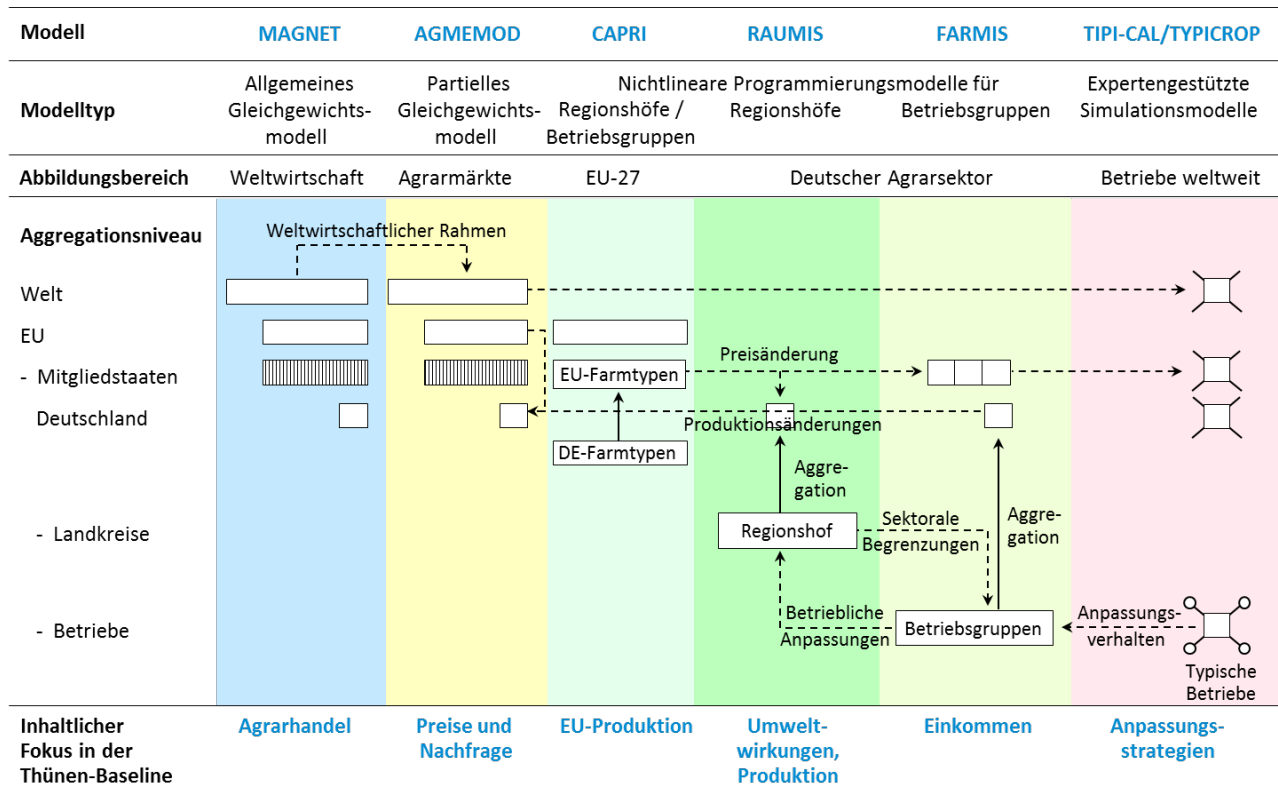 Modell MAGNET AGMEMOD CAPRI RAUMIS FARMIS TIPI-CAL/TYPICROP
Modelltyp
Allgemeines
Gleichgewichts-
modell
Partielles
Gleichgewichts-
modell
Nichtlineare Programmierungsmodelle für
Regionshöfe /
Betriebsgruppen
Regionshöfe
Betriebsgruppen
Expertengestützte
Simulationsmodelle
Abbildungsbereich Weltwirtschaft Agrarmärkte EU-27 Deutscher Agrarsektor Betriebe weltweit
Aggregationsniveau
Weltwirtschaftlicher Rahmen
Welt
EU
- Mitgliedstaaten
EU-Farmtypen
Preisänderung
Deutschland
Produktionsänderungen
DE-Farmtypen
Aggre-
gation
- Landkreise
Regionshof
Sektorale
Begrenzungen
Aggre-
gation
- Betriebe
Betriebliche
Anpassungen
Betriebsgruppen
Anpassungs-
verhalten
Typische
Betriebe
Inhaltlicher
Fokus in der
Thünen-Baseline
Agrarhandel
Preise und
Nachfrage
EU-Produktion
Umwelt-
wirkungen,
Produktion
Einkommen
Anpassungs-
strategien